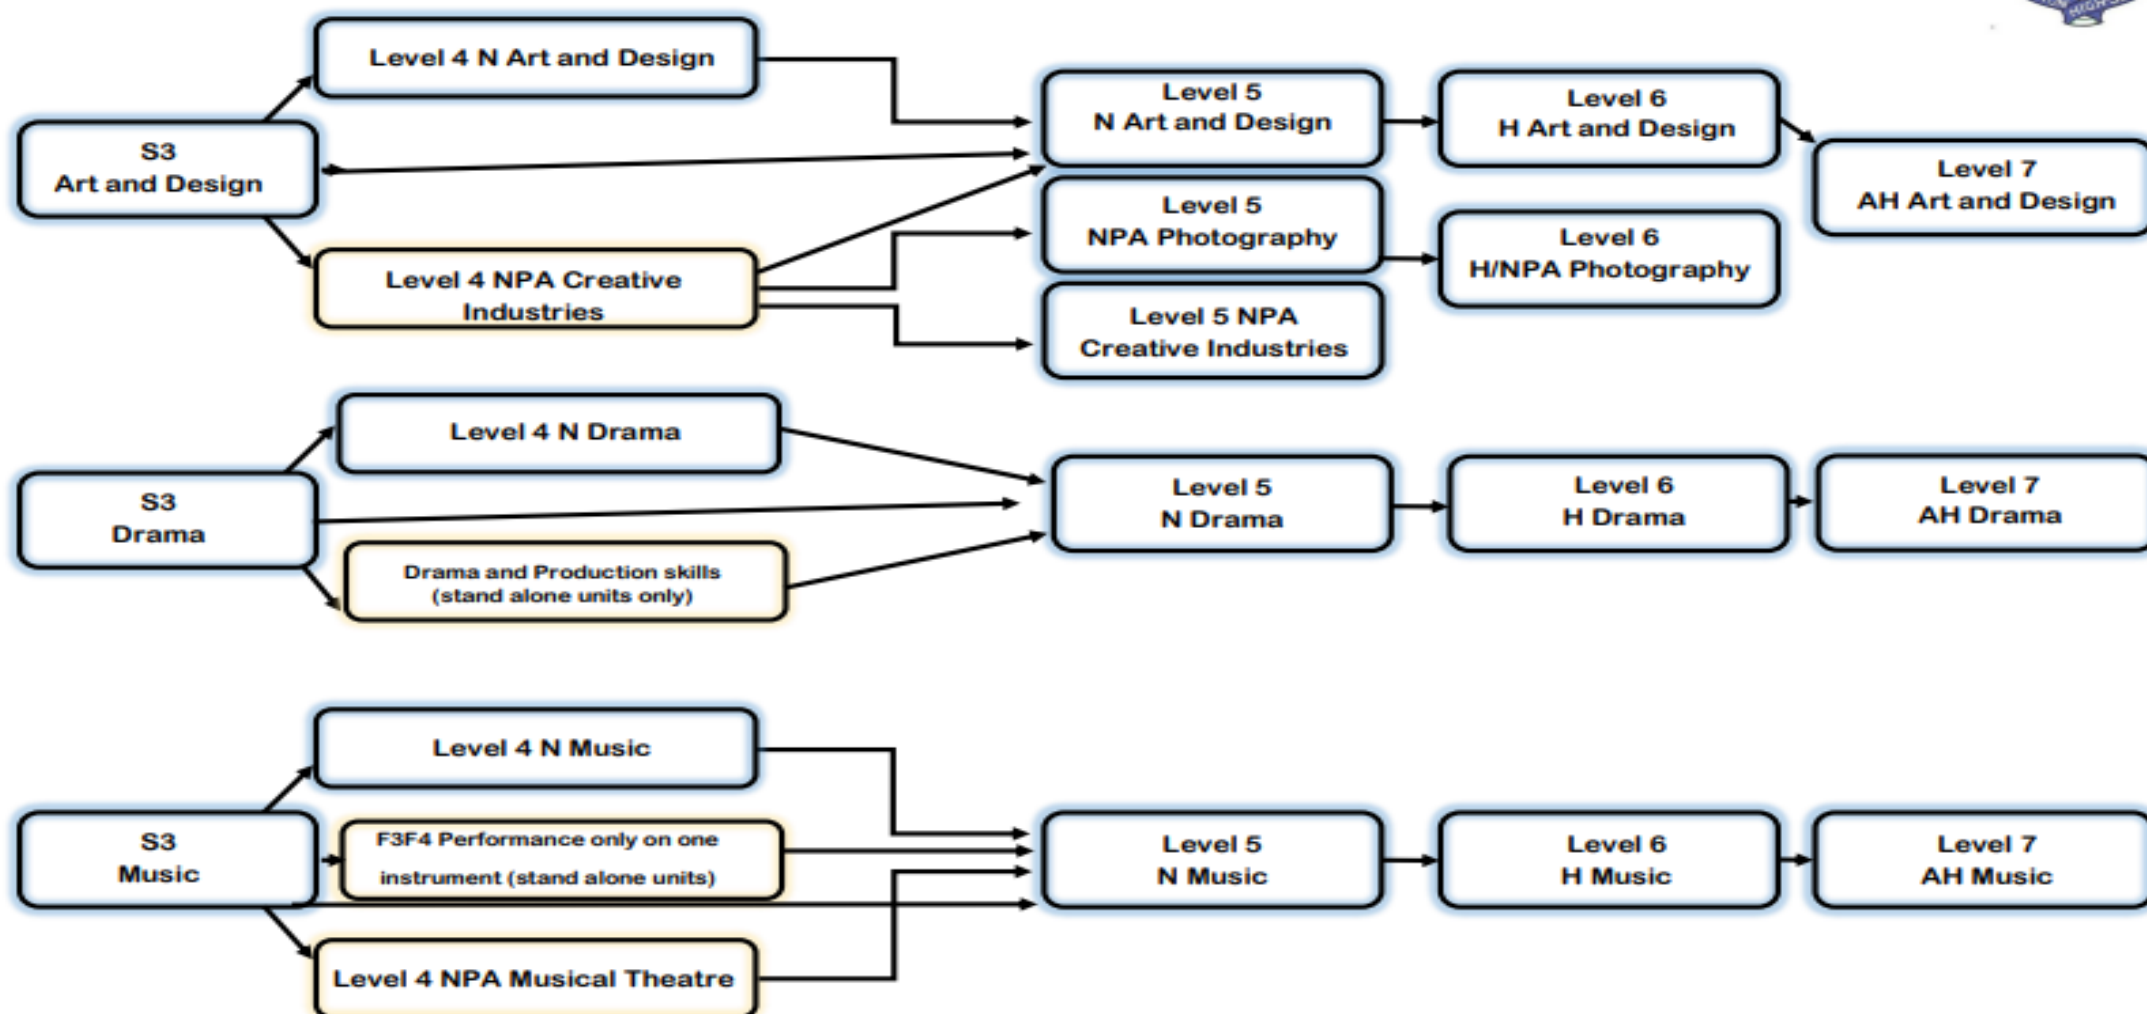 HIGH
Level 4 N Art and Design
S3
Art and Design
Level 4 NPA Creative
Industries
Level 5
N Art and Design
Level 5
NPA Photography
Level 5 NPA
Creative Industries
Level 6
H Art and Design
Level 6
H/NPA Photography
Level 7
AH Art and Design
Level 4 N Drama
S3
Drama
Drama and Production skills
(stand alone units only)
Level 5
N Drama
Level 6
H Drama
Level 7
AH Drama
Level 4 N Music
S3
Music
F3F4 Performance only on one
instrument (stand alone units)
Level 4 NPA Musical Theatre
Level 5
N Music
Level 6
H Music
Level 7
AH Music